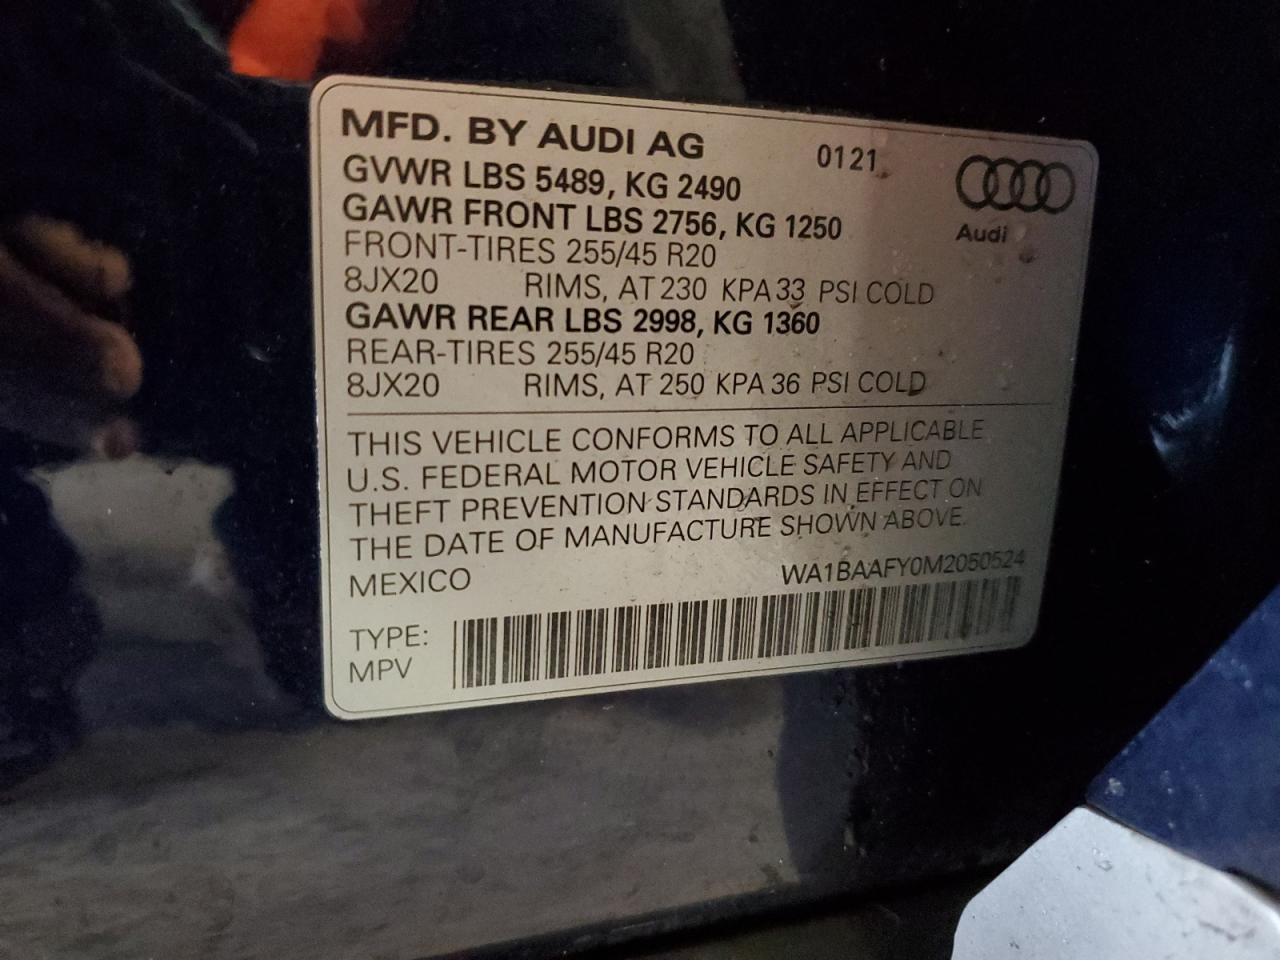 MFD. BY AUDI AG 0121
GVWR LBS 5489, KG 2490
GAWR FRONT LBS 2756, KG 1250
Audi
FRONT-TIRES 255/45 R20
8JX20 RIMS, AT 230 KPA 33 PSI COLD
GAWR REAR LBS 2998, KG 1360
REAR-TIRES 255/45 R20
8JX20 RIMS, AT 250 KPA 36 PSI COLD
THIS VEHICLE CONFORMS TO ALL APPLICABLE
U.S. FEDERAL MOTOR VEHICLE SAFETY AND
THEFT PREVENTION STANDARDS IN EFFECT ON
THE DATE OF MANUFACTURE SHOWN ABOVE.
MEXICO WA1BAAFY0M2050524
TYPE:
MPV